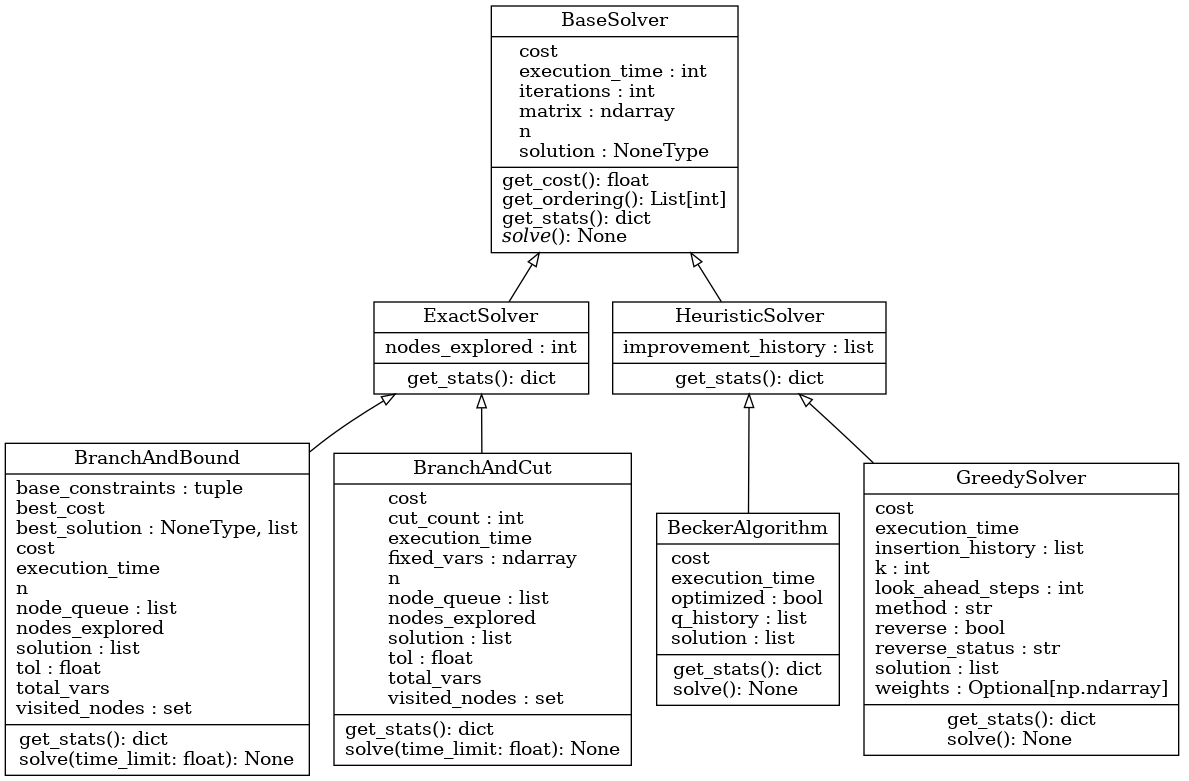 BaseSolver
cost
execution_time : int
iterations : int
matrix : ndarray
n
solution : NoneType
get_cost(): float
get_ordering(): List[int]
get_stats(): dict
solve(): None
ExactSolver
nodes_explored : int
get_stats(): dict
HeuristicSolver
improvement_history : list
get_stats(): dict
BranchAndBound
base_constraints : tuple
best_cost
best_solution : NoneType, list
cost
execution_time
n
node_queue : list
nodes_explored
solution : list
tol : float
total_vars
visited_nodes : set
get_stats(): dict
solve(time_limit: float): None
BranchAndCut
cost
cut_count : int
execution_time
fixed_vars : ndarray
n
node_queue : list
nodes_explored
solution : list
tol : float
total_vars
visited_nodes : set
get_stats(): dict
solve(time_limit: float): None
BeckerAlgorithm
cost
execution_time
optimized : bool
q_history : list
solution : list
get_stats(): dict
solve(): None
GreedySolver
cost
execution_time
insertion_history : list
k : int
look_ahead_steps : int
method : str
reverse : bool
reverse_status : str
solution : list
weights : Optional[np.ndarray]
get_stats(): dict
solve(): None